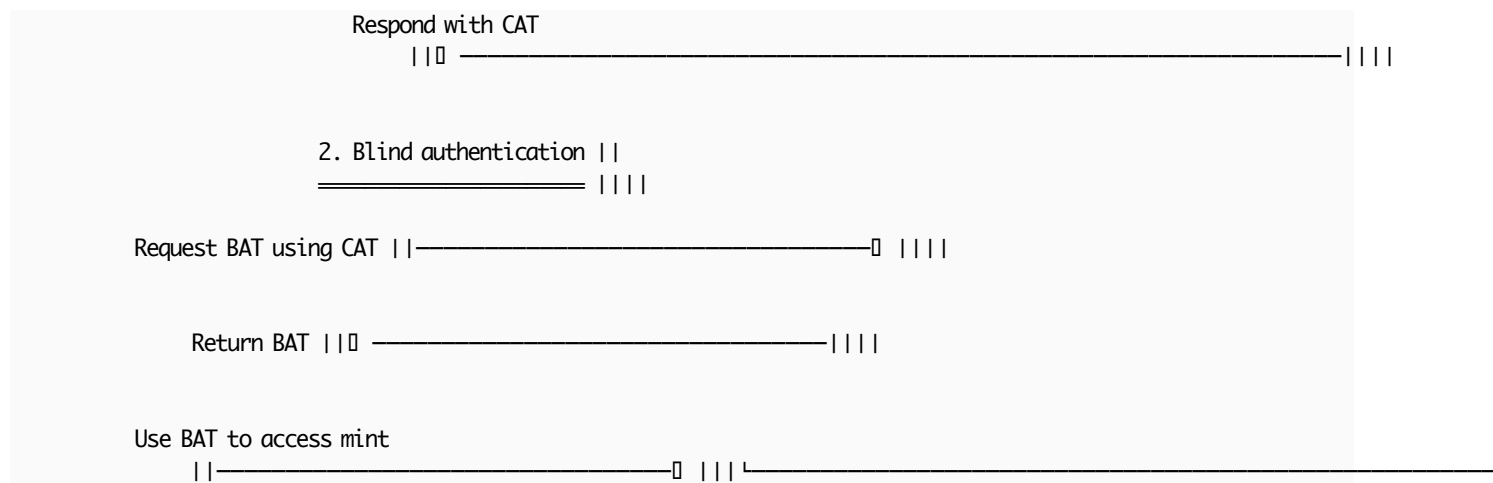 Respond with CAT
||▯ ────────────────────────────────────────────────────────────────||||
2. Blind authentication ||
═══════════════════ ||||
Request BAT using CAT ||─────────────────────────────────▯ ||||
Return BAT ||▯ ─────────────────────────────────||||
Use BAT to access mint
||─────────────────────────────────▯ |||└──────────────────────────────────────────────────────